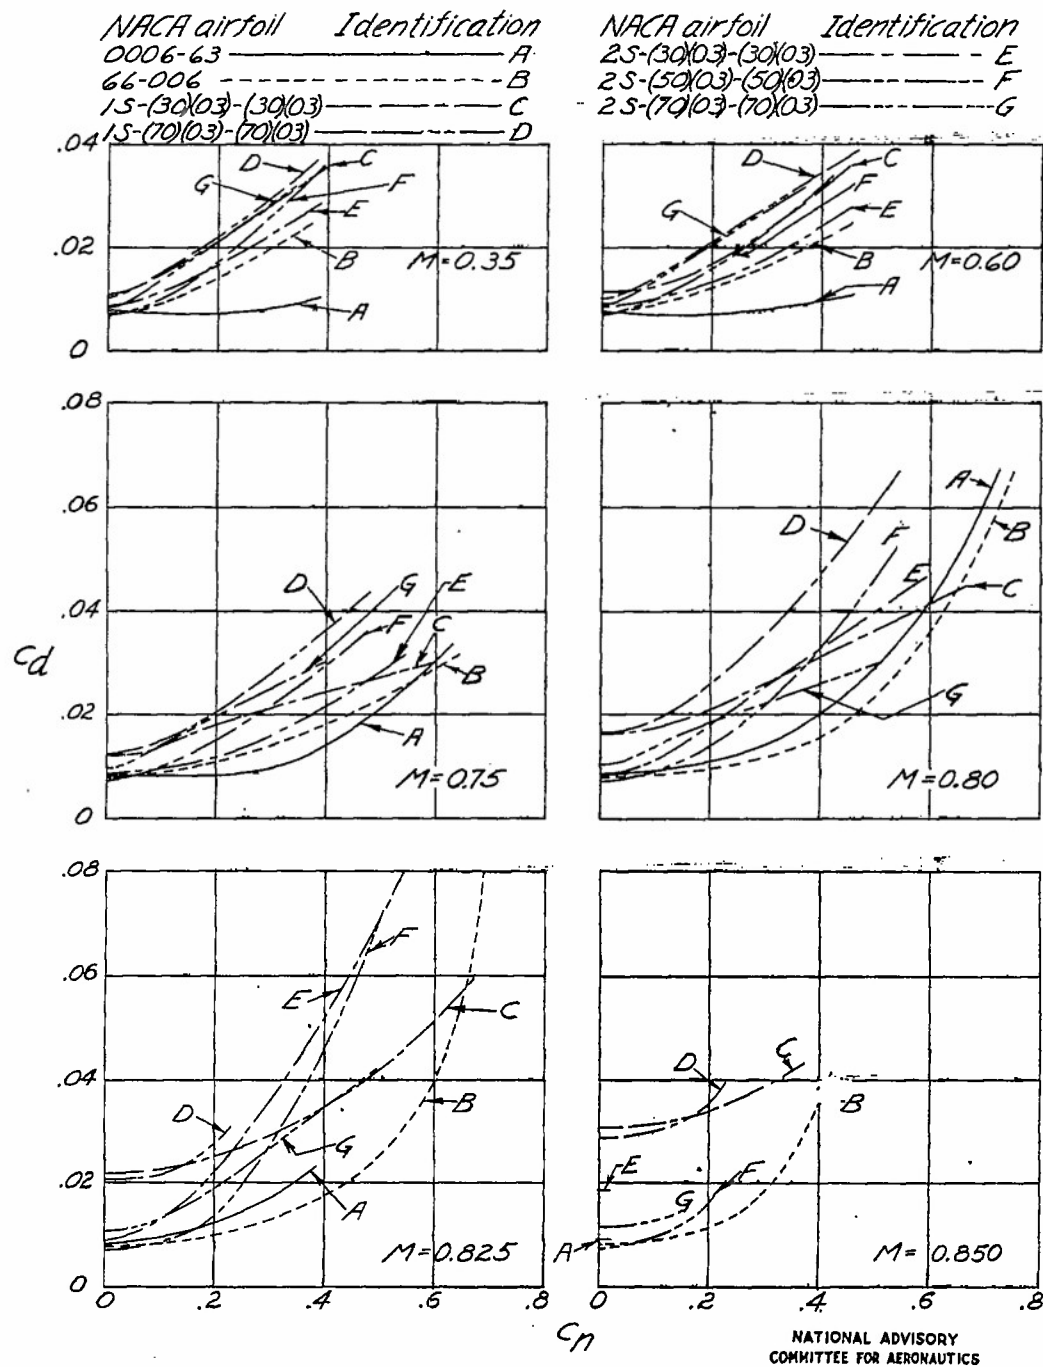 NACA airfoil Identification
0006-63 A
66-006 B
1S-(30)(03)-(30)(03) C
1S-(70)(03)-(70)(03) D
NACA airfoil Identification
2S-(30)(03)-(30)(03) E
2S-(50)(03)-(50)(03) F
2S-(70)(03)-(70)(03) G
.04
.02
0
D C G F E B A
M=0.35
D C F G E B A
M=0.60
.08
.06
.04
.02
0
cd
D G E F C B A
M=0.75
A B D F E C G
M=0.80
.08
.06
.04
.02
0
F E C D B G A
M=0.825
0 .2 .4 .6 .8
C D B E F G A
M=0.850
0 .2 .4 .6 .8
cn
NATIONAL ADVISORY
COMMITTEE FOR AERONAUTICS